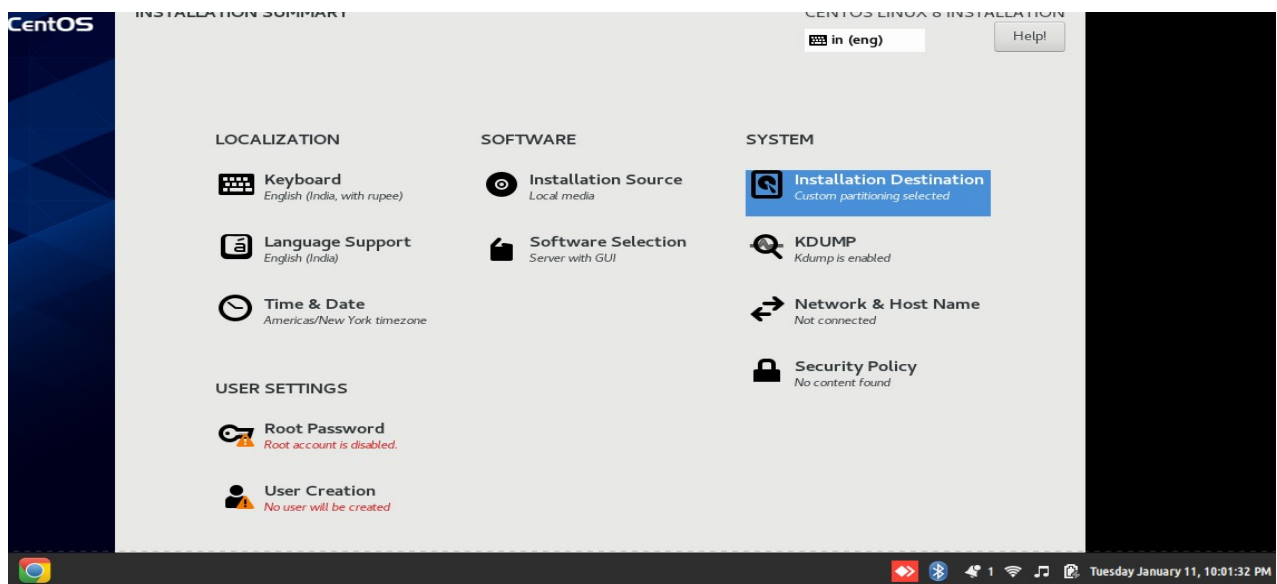 INSTALLATION SUMMARY
CENTOS LINUX 8 INSTALLATION
CentOS
in (eng)
Help!
LOCALIZATION
Keyboard
English (India, with rupee)
Language Support
English (India)
Time & Date
Americas/New York timezone
USER SETTINGS
Root Password
Root account is disabled.
User Creation
No user will be created
SOFTWARE
Installation Source
Local media
Software Selection
Server with GUI
SYSTEM
Installation Destination
Custom partitioning selected
KDUMP
Kdump is enabled
Network & Host Name
Not connected
Security Policy
No content found
1
Tuesday January 11, 10:01:32 PM